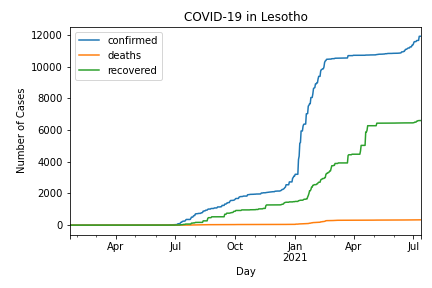 COVID-19 in Lesotho
confirmed
deaths
recovered
Number of Cases
12000
10000
8000
6000
4000
2000
0
Apr
Jul
Oct
Jan
2021
Apr
Jul
Day